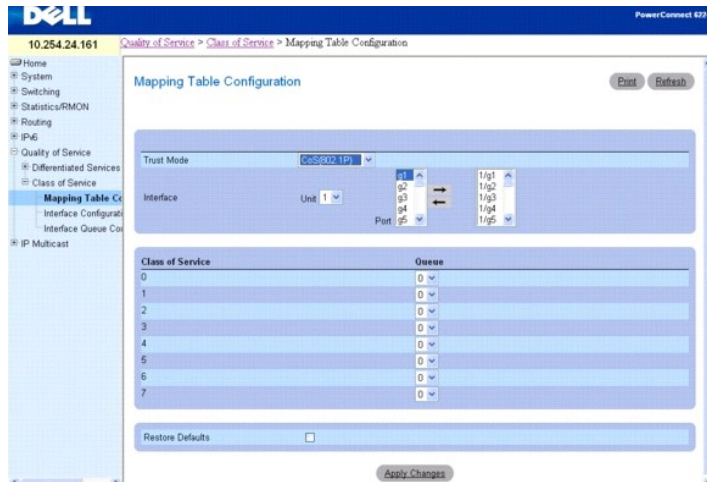 DELL
PowerConnect 622
10.254.24.161
Quality of Service > Class of Service > Mapping Table Configuration
Home
System
Switching
Statistics/RMON
Routing
IPv6
Quality of Service
Differentiated Services
Class of Service
Mapping Table Co
Interface Configurati
Interface Queue Con
IP Multicast
Mapping Table Configuration
Print Refresh
Trust Mode CoS(802.1P)
Interface Unit 1 Port
g1
g2
g3
g4
g5
1/g1
1/g2
1/g3
1/g4
1/g5
Class of Service Queue
0 0
1 0
2 0
3 0
4 0
5 0
6 0
7 0
Restore Defaults
Apply Changes